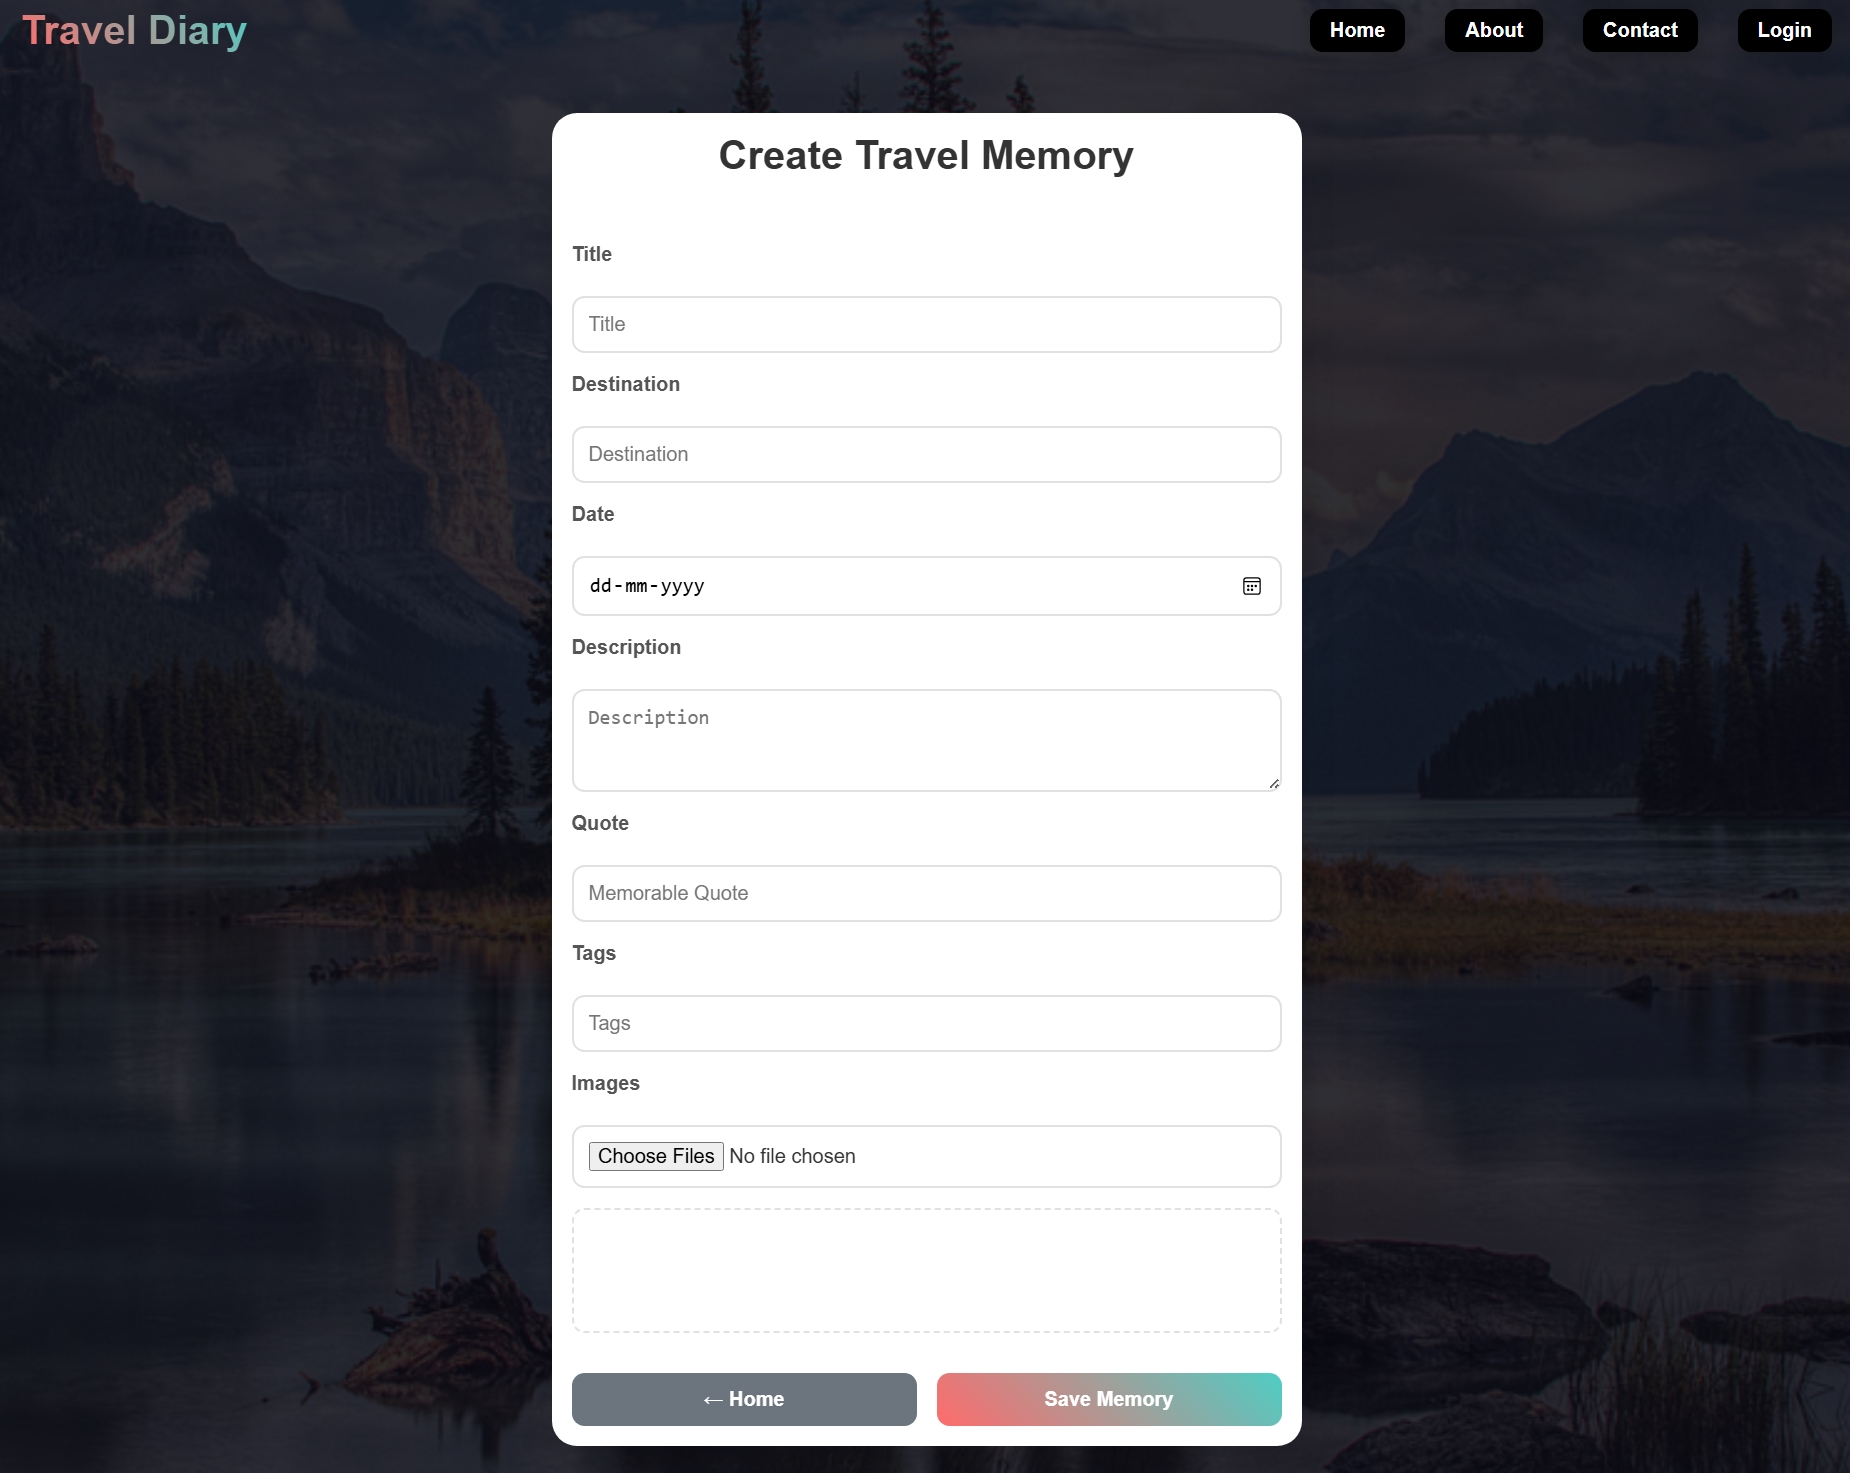 Travel Diary
Home
About
Contact
Login
Create Travel Memory
Title
Title
Destination
Destination
Date
dd-mm-yyyy
Description
Description
Quote
Memorable Quote
Tags
Tags
Images
Choose Files No file chosen
← Home
Save Memory